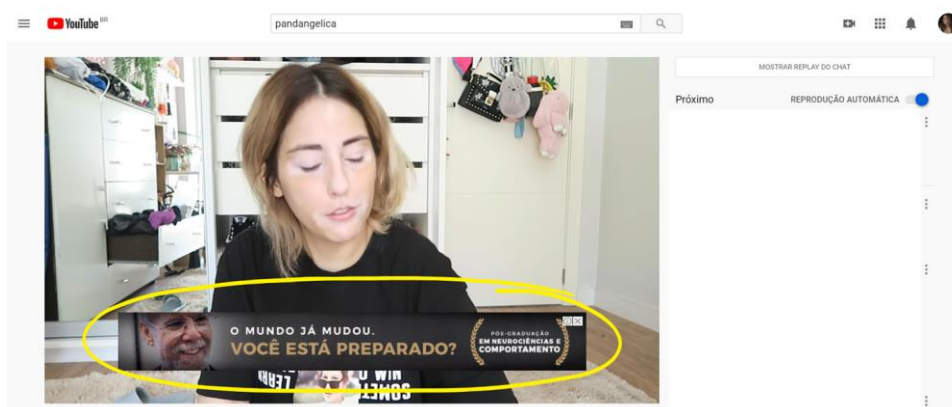 YouTube BR
pandangelica
MOSTRAR REPLAY DO CHAT
Próximo
REPRODUÇÃO AUTOMÁTICA
O MUNDO JÁ MUDOU.
VOCÊ ESTÁ PREPARADO?
PÓS-GRADUAÇÃO
EM NEUROCIÊNCIAS E
COMPORTAMENTO